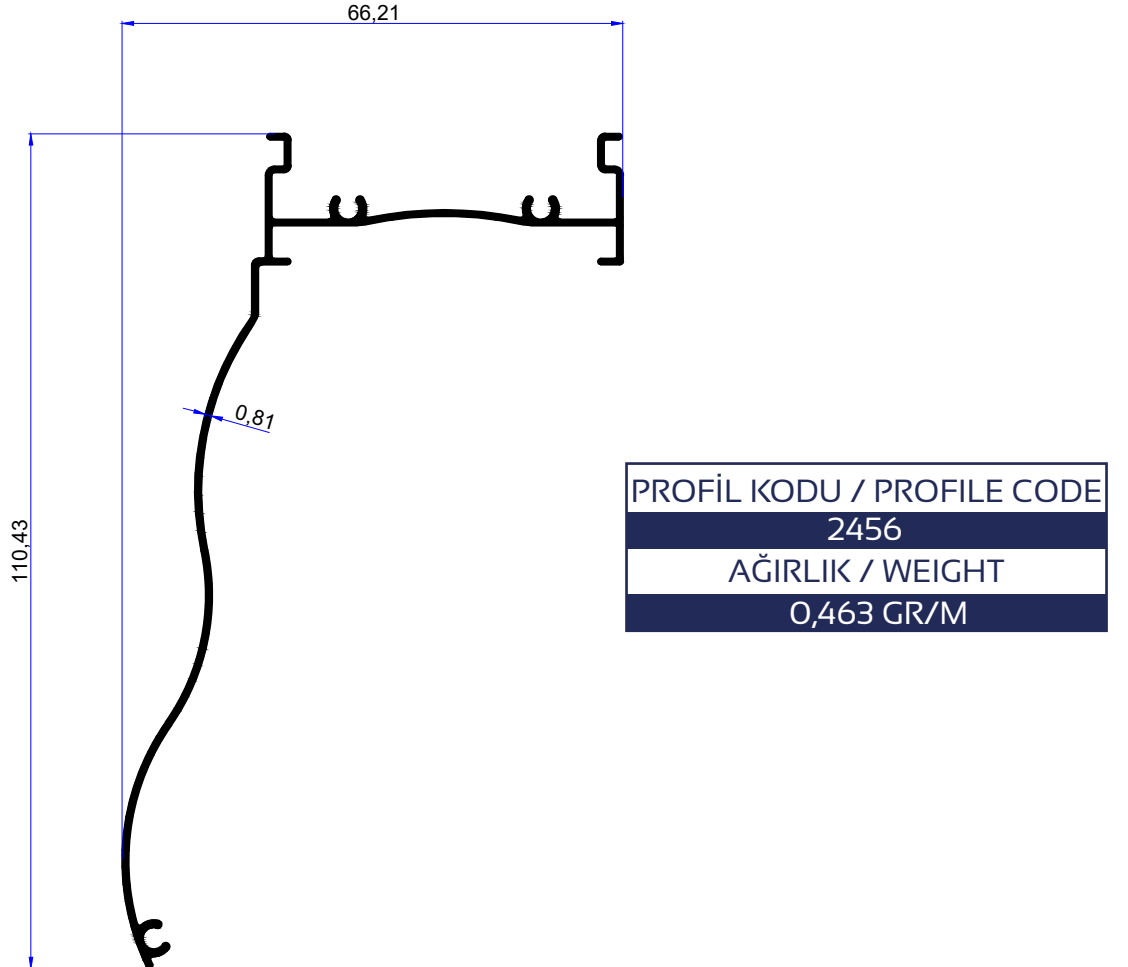 66,21
0,81
110,43
PROFİL KODU / PROFILE CODE
2456
AĞIRLIK / WEIGHT
0,463 GR/M